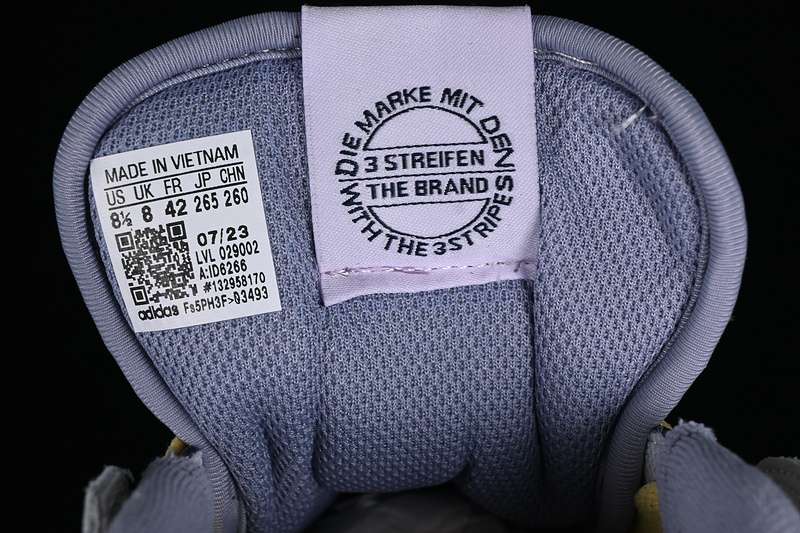 MADE IN VIETNAM
US UK FR JP CHN
8½ 8 42 265 260
07/23
LVL 029002
A:ID6266
#132958170
adidas Fs5PH3F>93493
DIE MARKE MIT DEN
3 STREIFEN
THE BRAND
WITH THE 3 STRIPES